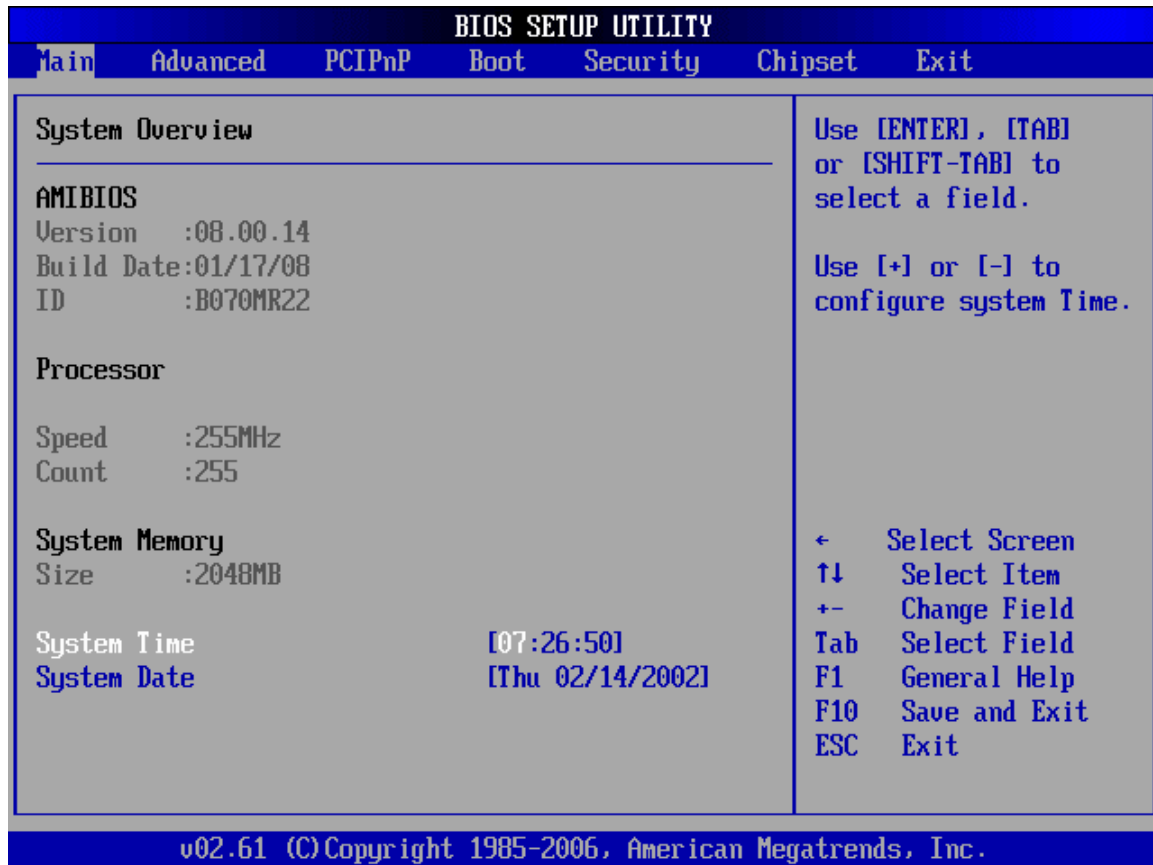 BIOS SETUP UTILITY
Main Advanced PCIPnP Boot Security Chipset Exit
System Overview
AMIBIOS
Version :08.00.14
Build Date:01/17/08
ID :B070MR22
Processor
Speed :255MHz
Count :255
System Memory
Size :2048MB
System Time [07:26:50]
System Date [Thu 02/14/2002]
Use [ENTER], [TAB]
or [SHIFT-TAB] to
select a field.
Use [+] or [-] to
configure system Time.
← Select Screen
↑↓ Select Item
+- Change Field
Tab Select Field
F1 General Help
F10 Save and Exit
ESC Exit
v02.61 (C)Copyright 1985-2006, American Megatrends, Inc.